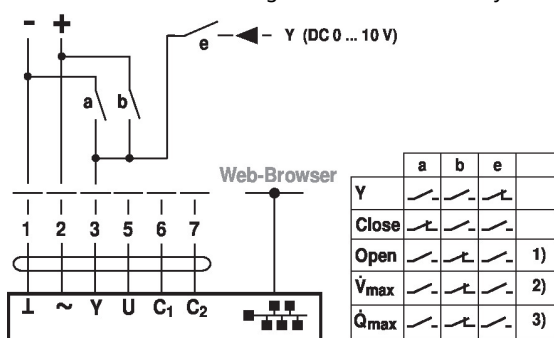 - +
e Y (DC 0 ... 10 V)
a b
Web-Browser
1 2 3 5 6 7
⊥ ~ Y U C1 C2
a b e
Y
Close
Open 1)
V̇max 2)
Q̇max 3)